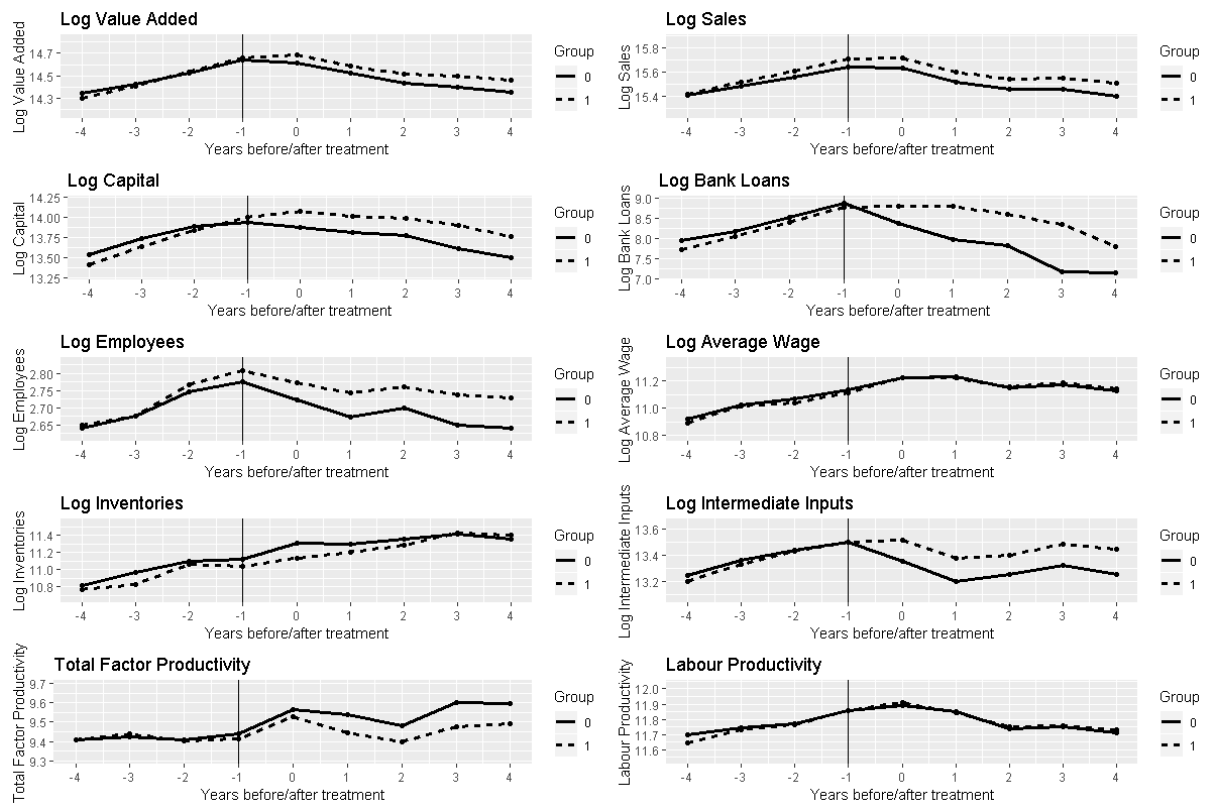 Log Value Added
Log Value Added
14.7
14.5
14.3
-4 -3 -2 -1 0 1 2 3 4
Years before/after treatment
Group
0
1
Log Sales
Log Sales
15.8
15.6
15.4
-4 -3 -2 -1 0 1 2 3 4
Years before/after treatment
Group
0
1
Log Capital
Log Capital
14.25
14.00
13.75
13.50
13.25
-4 -3 -2 -1 0 1 2 3 4
Years before/after treatment
Group
0
1
Log Bank Loans
Log Bank Loans
9.0
8.5
8.0
7.5
7.0
-4 -3 -2 -1 0 1 2 3 4
Years before/after treatment
Group
0
1
Log Employees
Log Employees
2.80
2.75
2.70
2.65
-4 -3 -2 -1 0 1 2 3 4
Years before/after treatment
Group
0
1
Log Average Wage
Log Average Wage
11.2
11.0
10.8
-4 -3 -2 -1 0 1 2 3 4
Years before/after treatment
Group
0
1
Log Inventories
Log Inventories
11.4
11.2
11.0
10.8
-4 -3 -2 -1 0 1 2 3 4
Years before/after treatment
Group
0
1
Log Intermediate Inputs
Log Intermediate Inputs
13.6
13.4
13.2
-4 -3 -2 -1 0 1 2 3 4
Years before/after treatment
Group
0
1
Total Factor Productivity
Total Factor Productivity
9.7
9.6
9.5
9.4
9.3
-4 -3 -2 -1 0 1 2 3 4
Years before/after treatment
Group
0
1
Labour Productivity
Labour Productivity
12.0
11.9
11.8
11.7
11.6
-4 -3 -2 -1 0 1 2 3 4
Years before/after treatment
Group
0
1